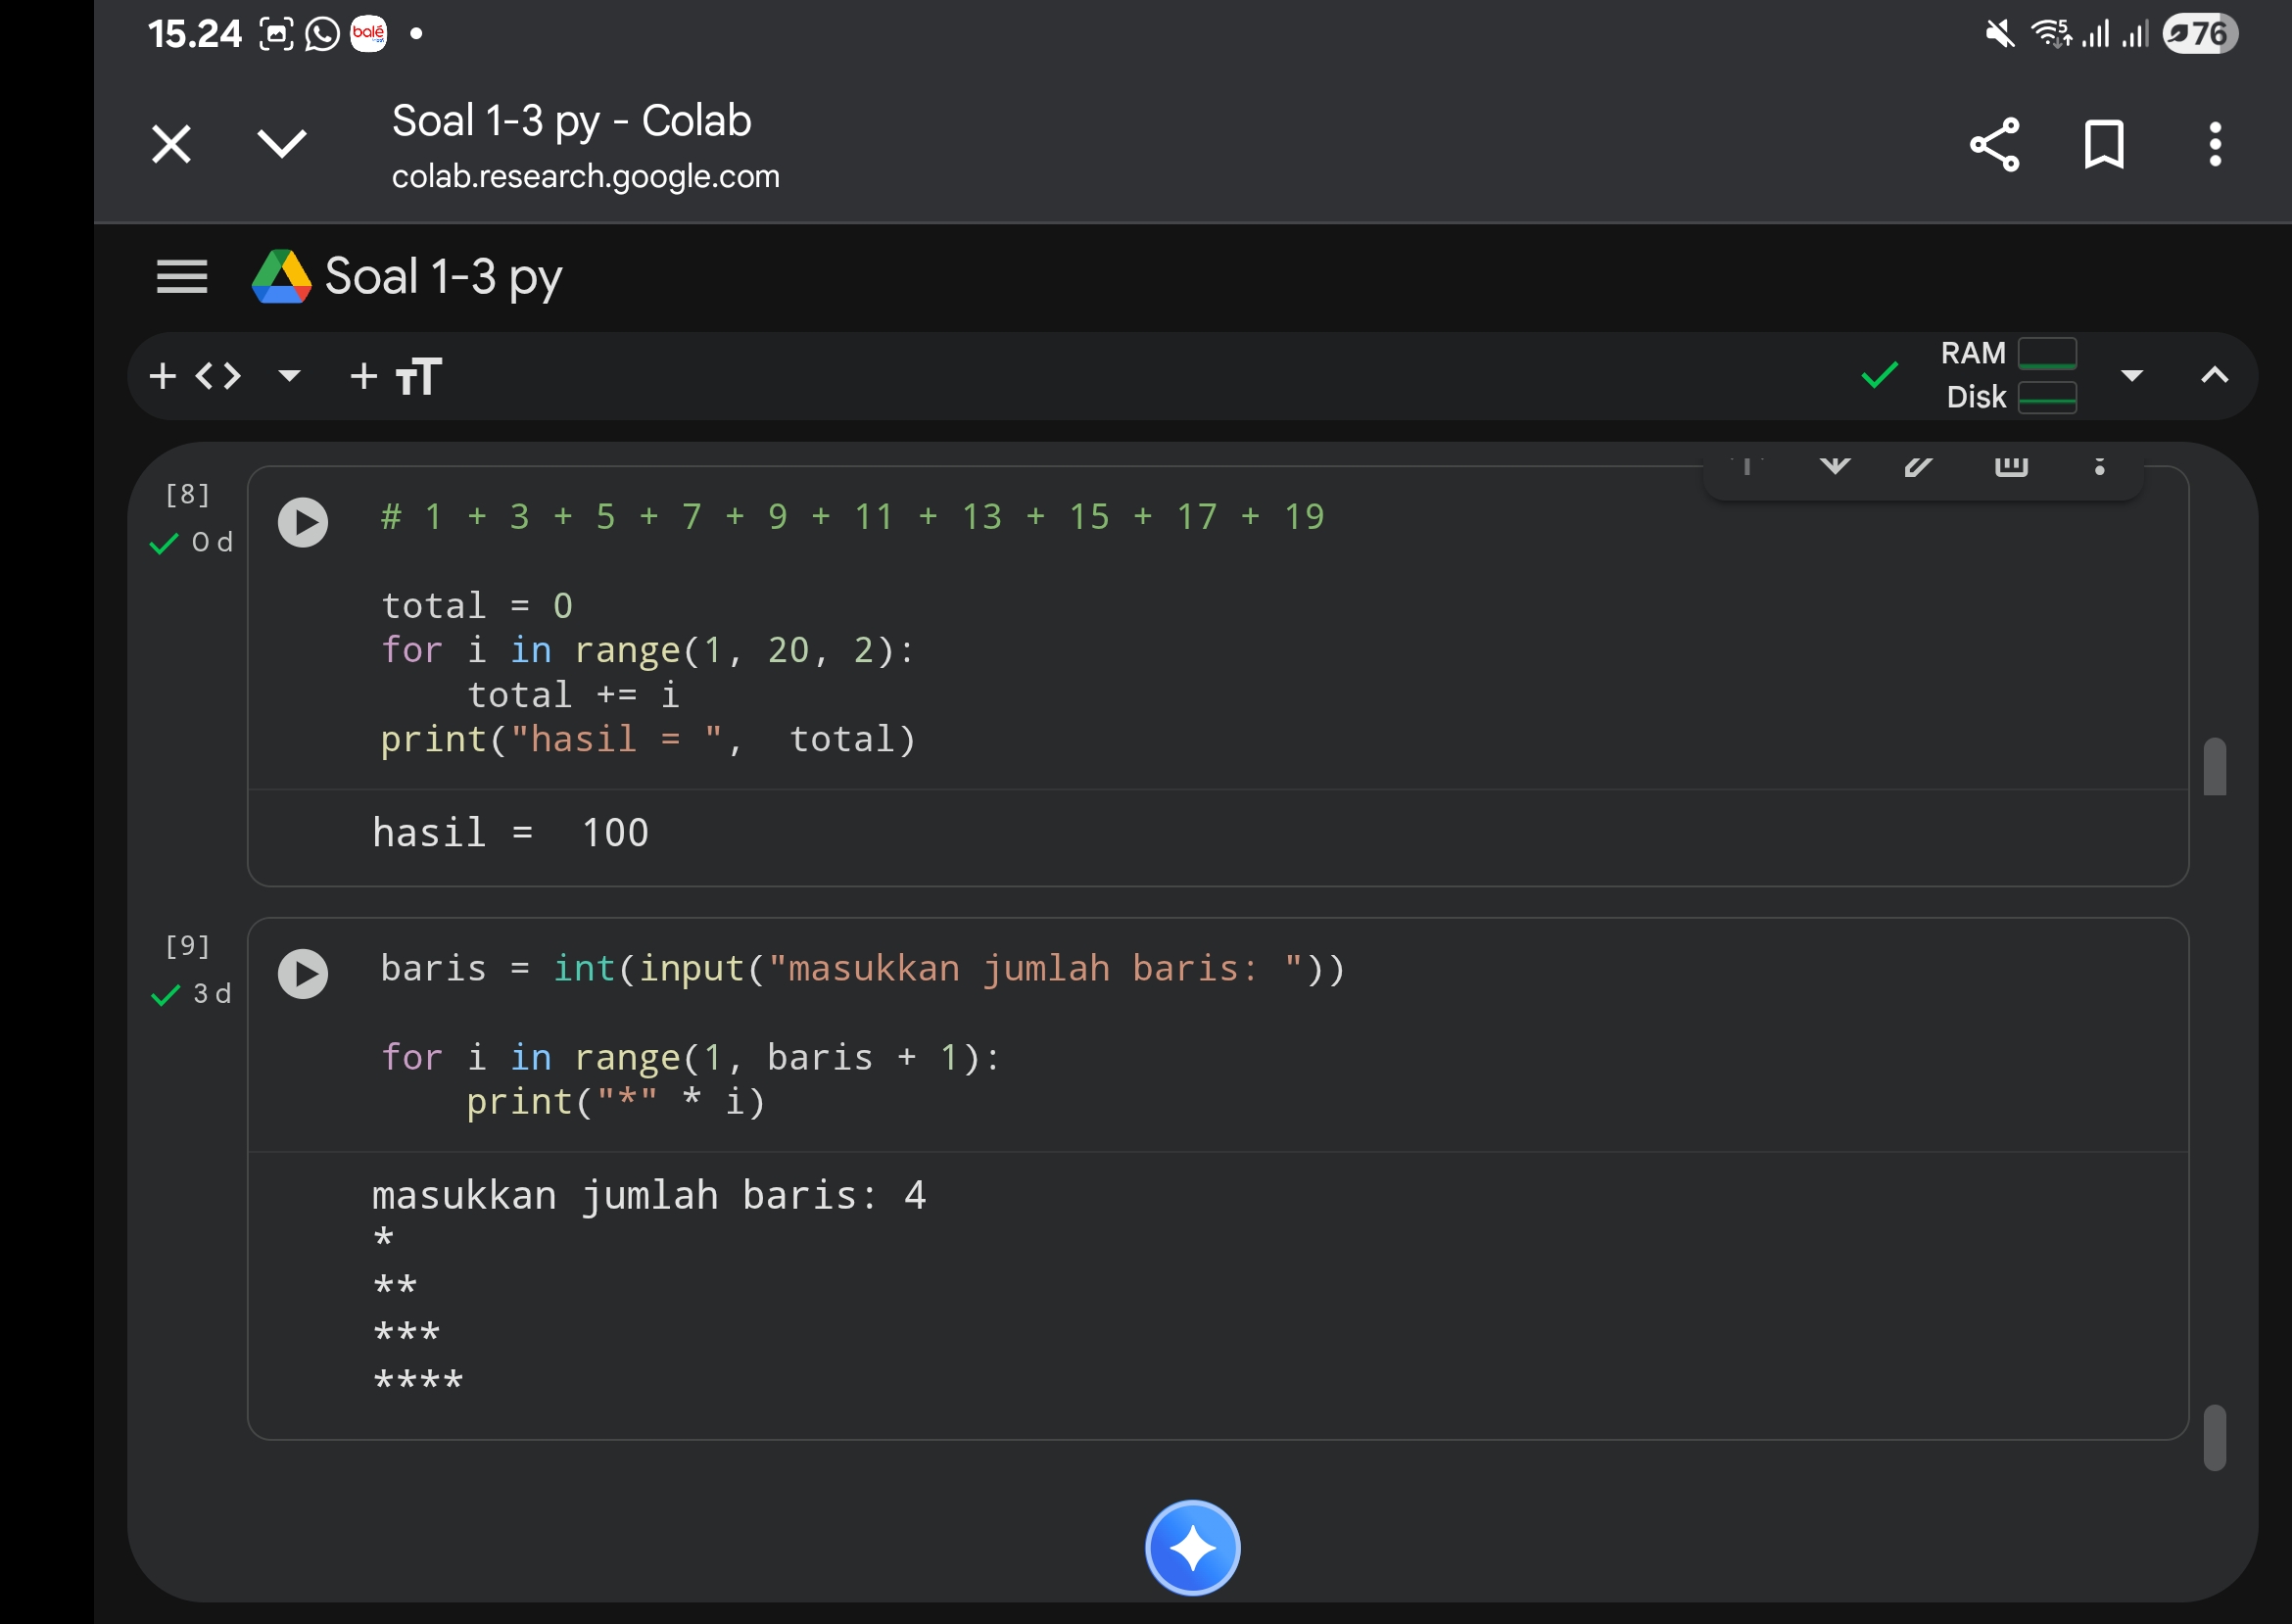 15.24 balé 5 76
Soal 1-3 py - Colab
colab.research.google.com
Soal 1-3 py
RAM
Disk
[8]
0 d
# 1 + 3 + 5 + 7 + 9 + 11 + 13 + 15 + 17 + 19
total = 0
for i in range(1, 20, 2):
    total += i
print("hasil = ",  total)
hasil =  100
[9]
3 d
baris = int(input("masukkan jumlah baris: "))
for i in range(1, baris + 1):
    print("*" * i)
masukkan jumlah baris: 4
*
**
***
****